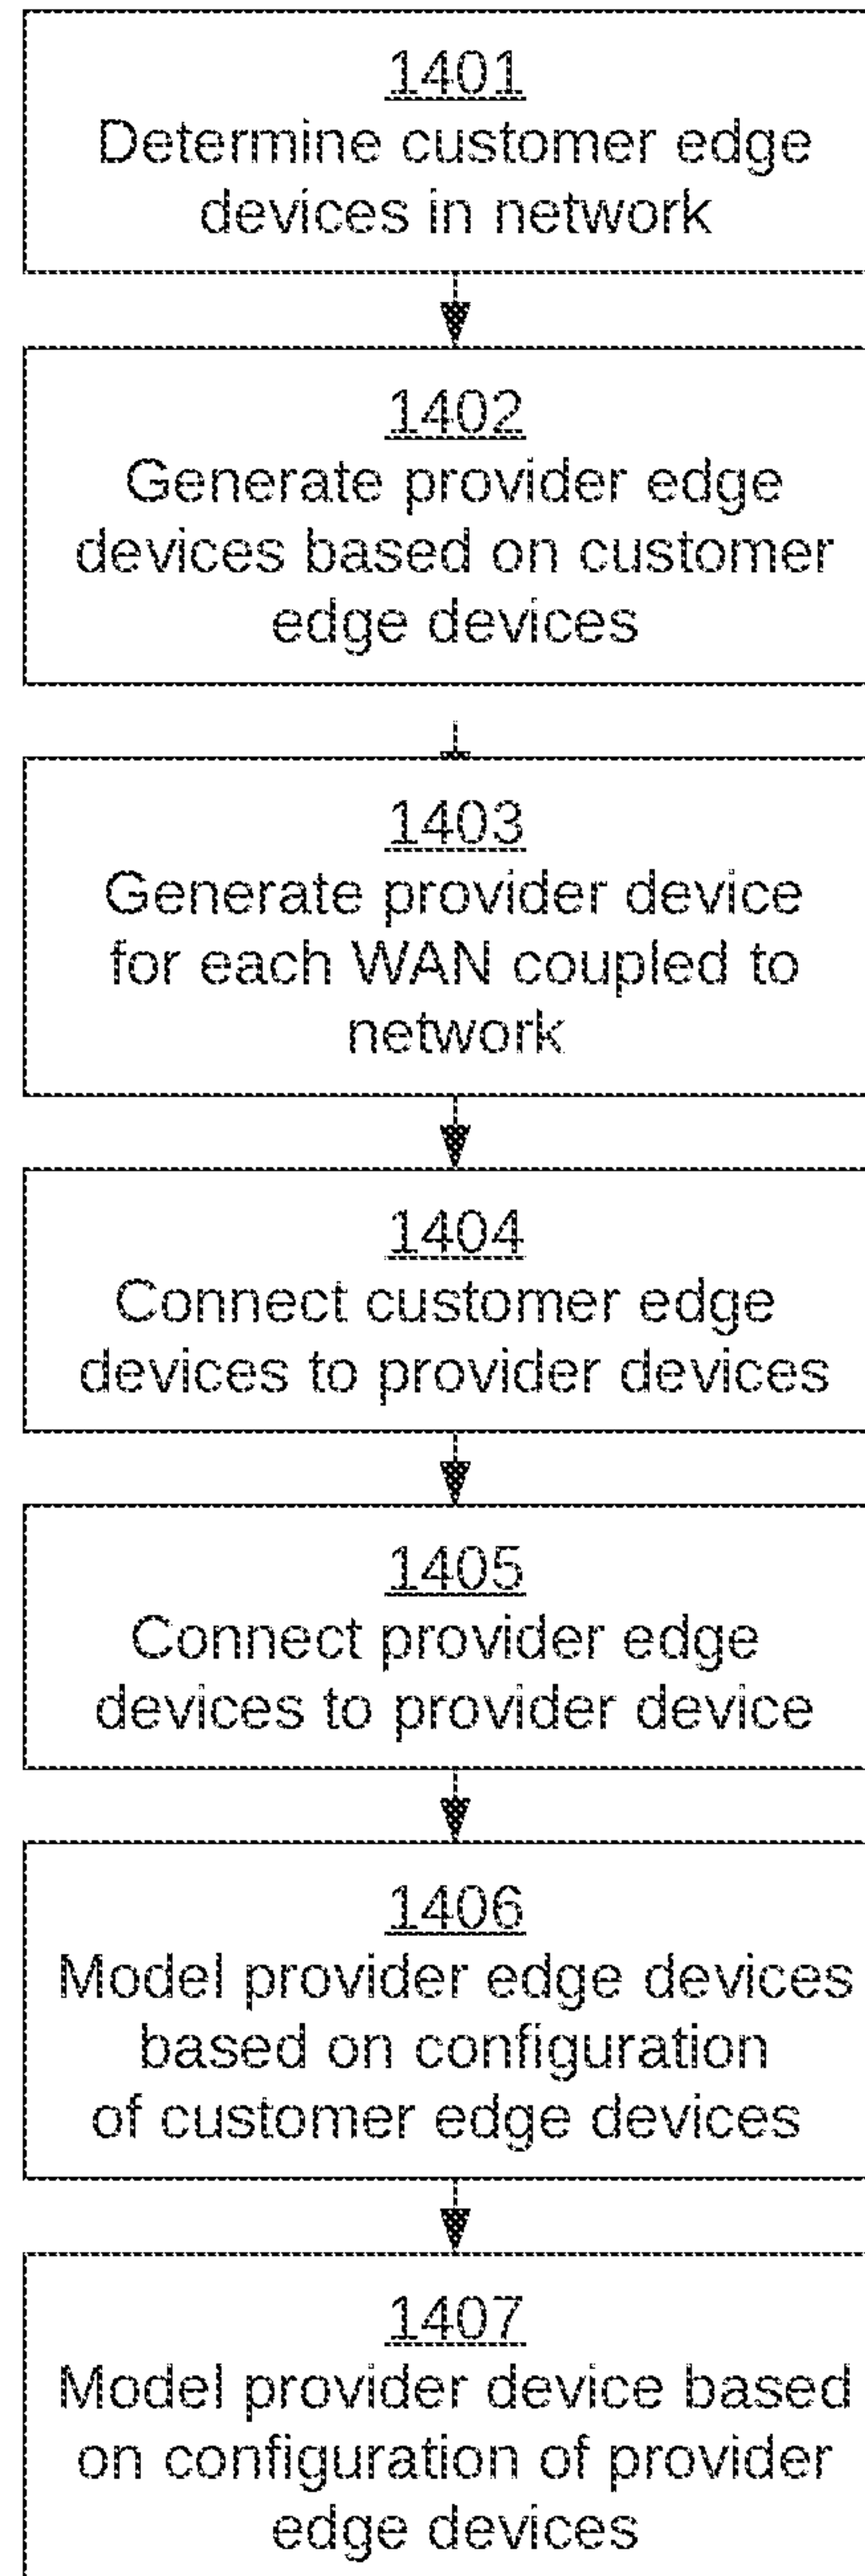 1401
Determine customer edge
devices in network
1402
Generate provider edge
devices based on customer
edge devices
1403
Generate provider device
for each WAN coupled to
network
1404
Connect customer edge
devices to provider devices
1405
Connect provider edge
devices to provider device
1406
Model provider edge devices
based on configuration
of customer edge devices
1407
Model provider device based
on configuration of provider
edge devices